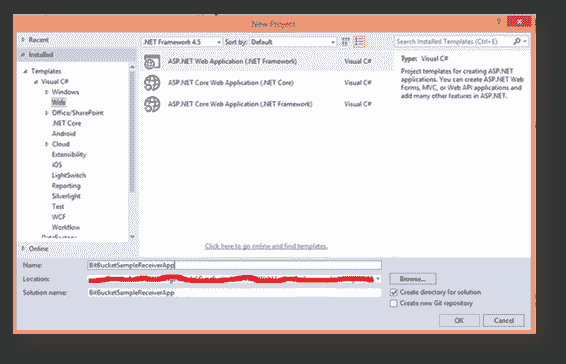 New Project
? x
Recent
.NET Framework 4.5
Sort by: Default
Search Installed Templates (Ctrl+E)
Installed
Templates
Visual C#
Windows
Web
Office/SharePoint
.NET Core
Android
Cloud
Extensibility
iOS
LightSwitch
Reporting
Silverlight
Test
WCF
Workflow
DataFactory
Online
ASP.NET Web Application (.NET Framework) Visual C#
ASP.NET Core Web Application (.NET Core) Visual C#
ASP.NET Core Web Application (.NET Framework) Visual C#
Click here to go online and find templates.
Type: Visual C#
Project templates for creating ASP.NET
applications. You can create ASP.NET Web
Forms, MVC, or Web API applications and
add many other features in ASP.NET.
Name: BitBucketSampleReceiverApp
Location:
Browse...
Solution name: BitBucketSampleReceiverApp
Create directory for solution
Create new Git repository
OK
Cancel